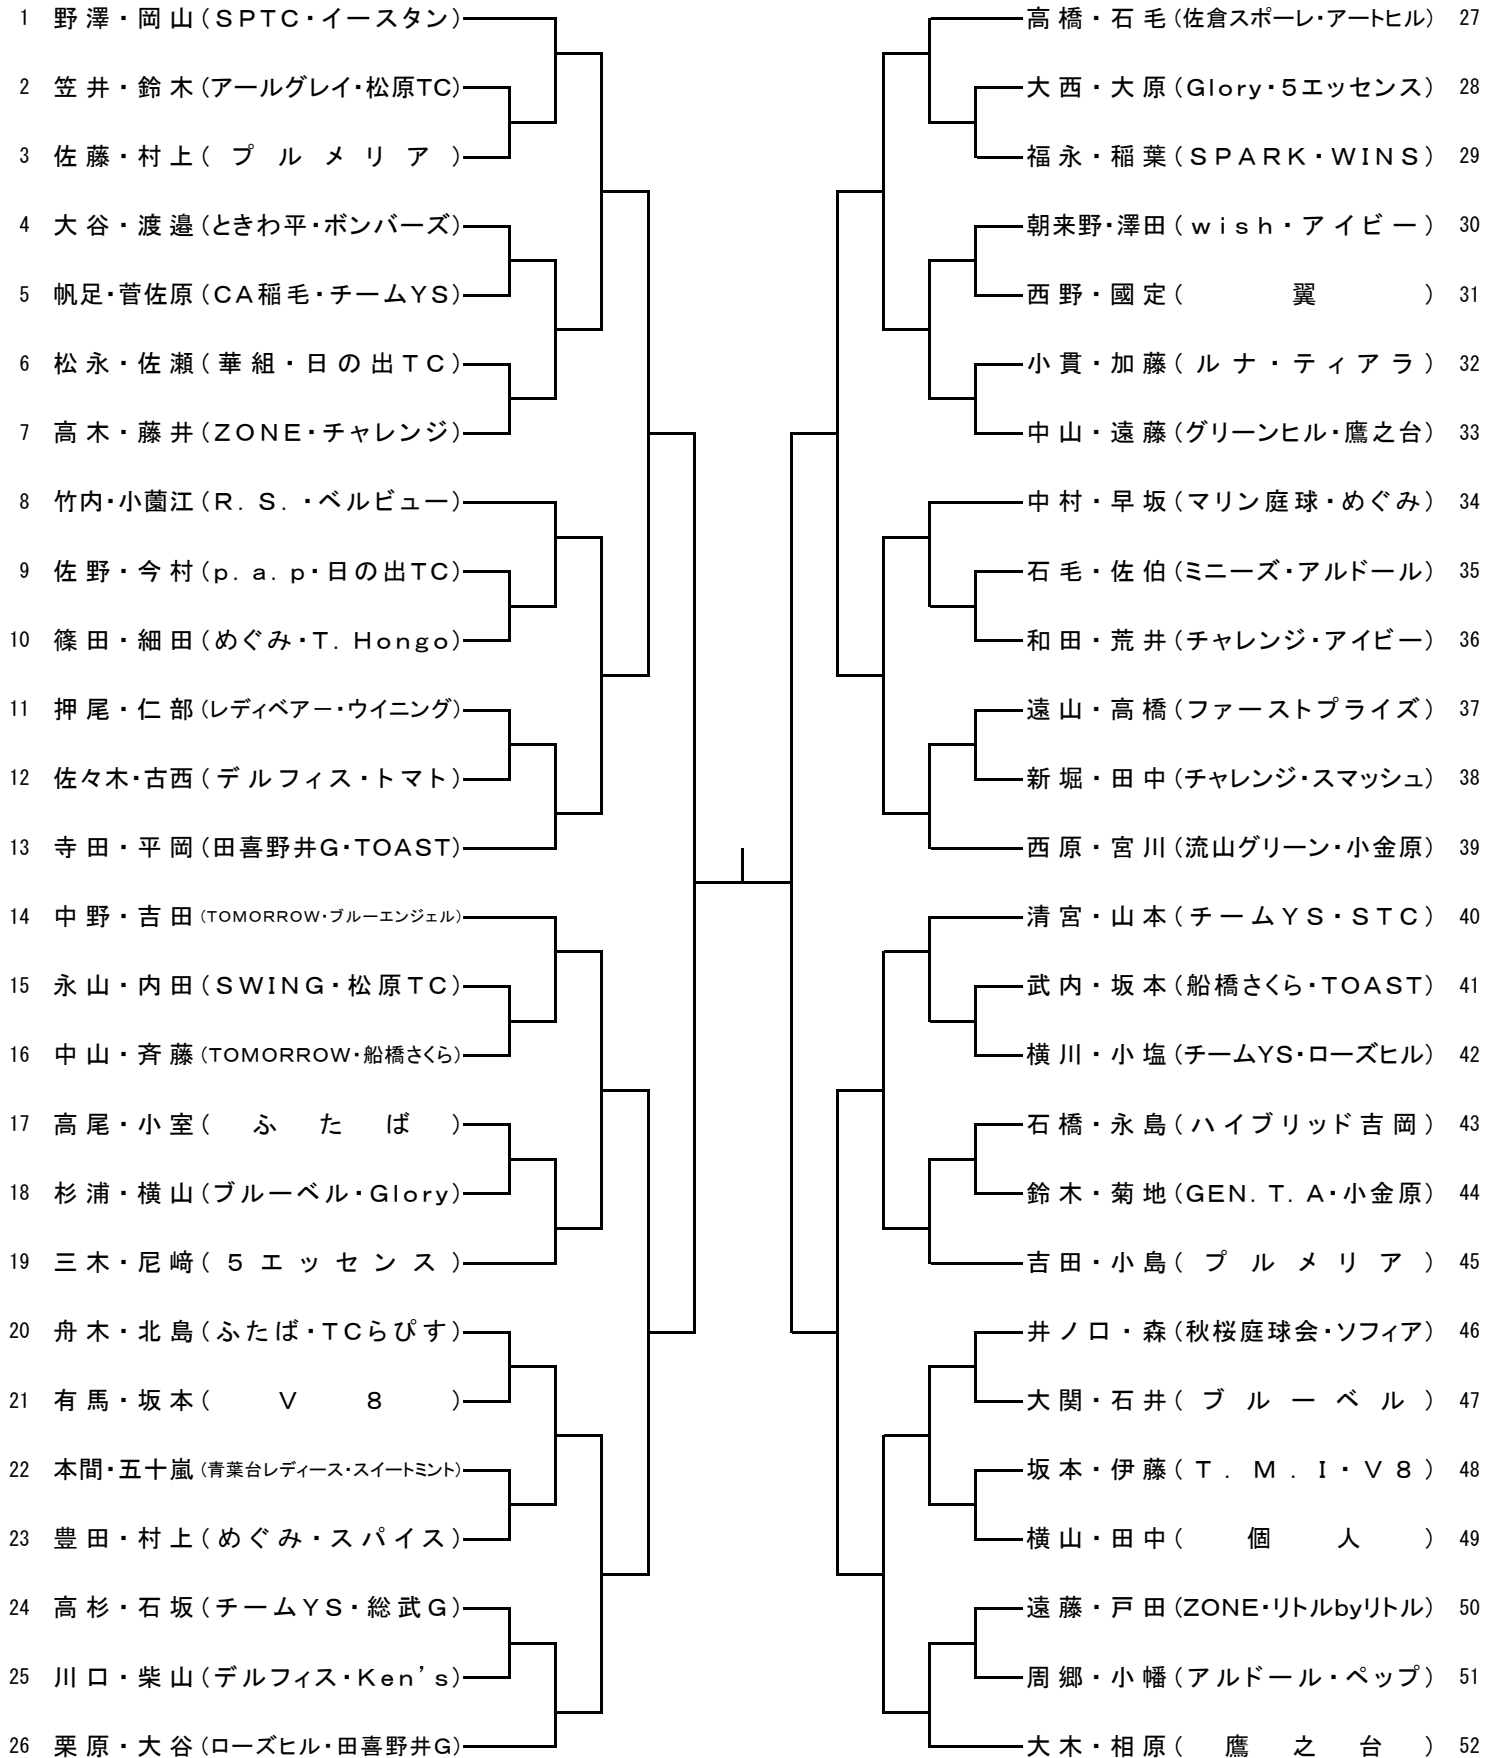 1 野澤・岡山(SPTC・イースタン)
2 笠井・鈴木(アールグレイ・松原TC)
3 佐藤・村上(プルメリア)
4 大谷・渡邉(ときわ平・ボンバーズ)
5 帆足・菅佐原(CA稲毛・チームYS)
6 松永・佐瀬(華組・日の出TC)
7 高木・藤井(ZONE・チャレンジ)
8 竹内・小薗江(R.S.・ベルビュー)
9 佐野・今村(p.a.p・日の出TC)
10 篠田・細田(めぐみ・T.Hongo)
11 押尾・仁部(レディベアー・ウイニング)
12 佐々木・古西(デルフィス・トマト)
13 寺田・平岡(田喜野井G・TOAST)
14 中野・吉田(TOMORROW・ブルーエンジェル)
15 永山・内田(SWING・松原TC)
16 中山・斉藤(TOMORROW・船橋さくら)
17 高尾・小室(ふたば)
18 杉浦・横山(ブルーベル・Glory)
19 三木・尼﨑(5エッセンス)
20 舟木・北島(ふたば・TCらぴす)
21 有馬・坂本(V8)
22 本間・五十嵐(青葉台レディース・スイートミント)
23 豊田・村上(めぐみ・スパイス)
24 高杉・石坂(チームYS・総武G)
25 川口・柴山(デルフィス・Ken's)
26 栗原・大谷(ローズヒル・田喜野井G)
高橋・石毛(佐倉スポーレ・アートヒル) 27
大西・大原(Glory・5エッセンス) 28
福永・稲葉(SPARK・WINS) 29
朝来野・澤田(wish・アイビー) 30
西野・國定(翼) 31
小貫・加藤(ルナ・ティアラ) 32
中山・遠藤(グリーンヒル・鷹之台) 33
中村・早坂(マリン庭球・めぐみ) 34
石毛・佐伯(ミニーズ・アルドール) 35
和田・荒井(チャレンジ・アイビー) 36
遠山・高橋(ファーストプライズ) 37
新堀・田中(チャレンジ・スマッシュ) 38
西原・宮川(流山グリーン・小金原) 39
清宮・山本(チームYS・STC) 40
武内・坂本(船橋さくら・TOAST) 41
横川・小塩(チームYS・ローズヒル) 42
石橋・永島(ハイブリッド吉岡) 43
鈴木・菊地(GEN.T.A・小金原) 44
吉田・小島(プルメリア) 45
井ノ口・森(秋桜庭球会・ソフィア) 46
大関・石井(ブルーベル) 47
坂本・伊藤(T.M.I・V8) 48
横山・田中(個人) 49
遠藤・戸田(ZONE・リトルbyリトル) 50
周郷・小幡(アルドール・ペップ) 51
大木・相原(鷹之台) 52